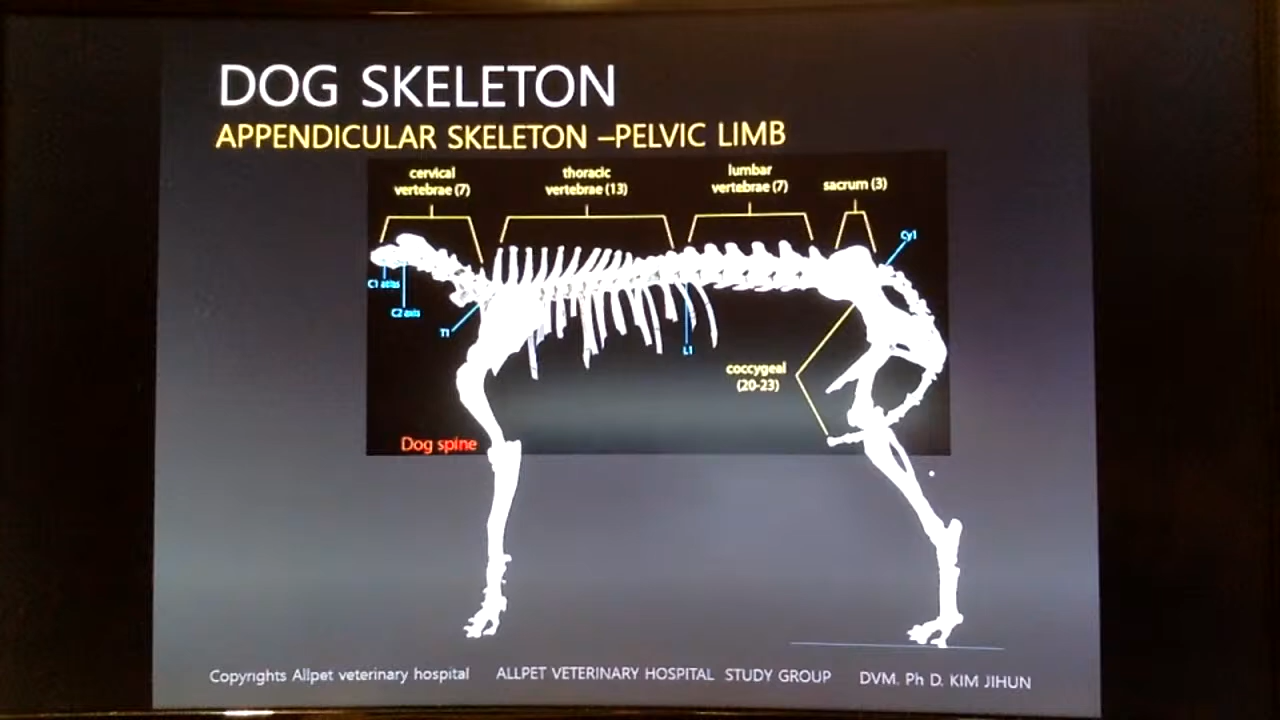 DOG SKELETON
APPENDICULAR SKELETON –PELVIC LIMB
cervical
vertebrae (7)
thoracic
vertebrae (13)
lumbar
vertebrae (7)
sacrum (3)
Cy1
C1 atlas
C2 axis
T1
L1
coccygeal
(20-23)
Dog spine
Copyrights Allpet veterinary hospital
ALLPET VETERINARY HOSPITAL STUDY GROUP
DVM. Ph D. KIM JIHUN